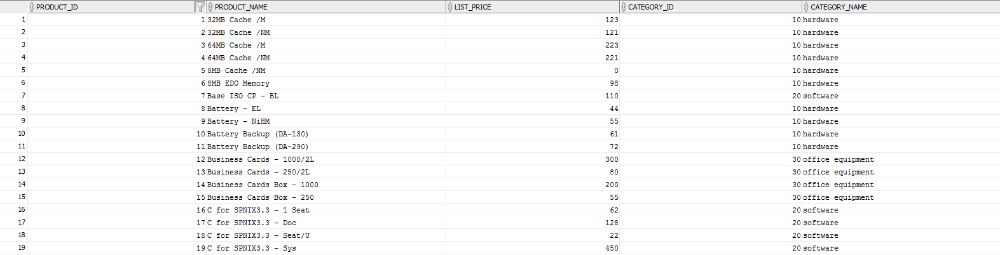 PRODUCT_ID PRODUCT_NAME LIST_PRICE CATEGORY_ID CATEGORY_NAME
1 1 32MB Cache /M 123 10 hardware
2 2 32MB Cache /NM 121 10 hardware
3 3 64MB Cache /M 223 10 hardware
4 4 64MB Cache /NM 221 10 hardware
5 5 8MB Cache /NM 0 10 hardware
6 6 8MB EDO Memory 98 10 hardware
7 7 Base ISO CP - BL 110 20 software
8 8 Battery - EL 44 10 hardware
9 9 Battery - NiHM 55 10 hardware
10 10 Battery Backup (DA-130) 61 10 hardware
11 11 Battery Backup (DA-290) 72 10 hardware
12 12 Business Cards - 1000/2L 300 30 office equipment
13 13 Business Cards - 250/2L 80 30 office equipment
14 14 Business Cards Box - 1000 200 30 office equipment
15 15 Business Cards Box - 250 55 30 office equipment
16 16 C for SPNIX3.3 - 1 Seat 62 20 software
17 17 C for SPNIX3.3 - Doc 128 20 software
18 18 C for SPNIX3.3 - Seat/U 22 20 software
19 19 C for SPNIX3.3 - Sys 450 20 software